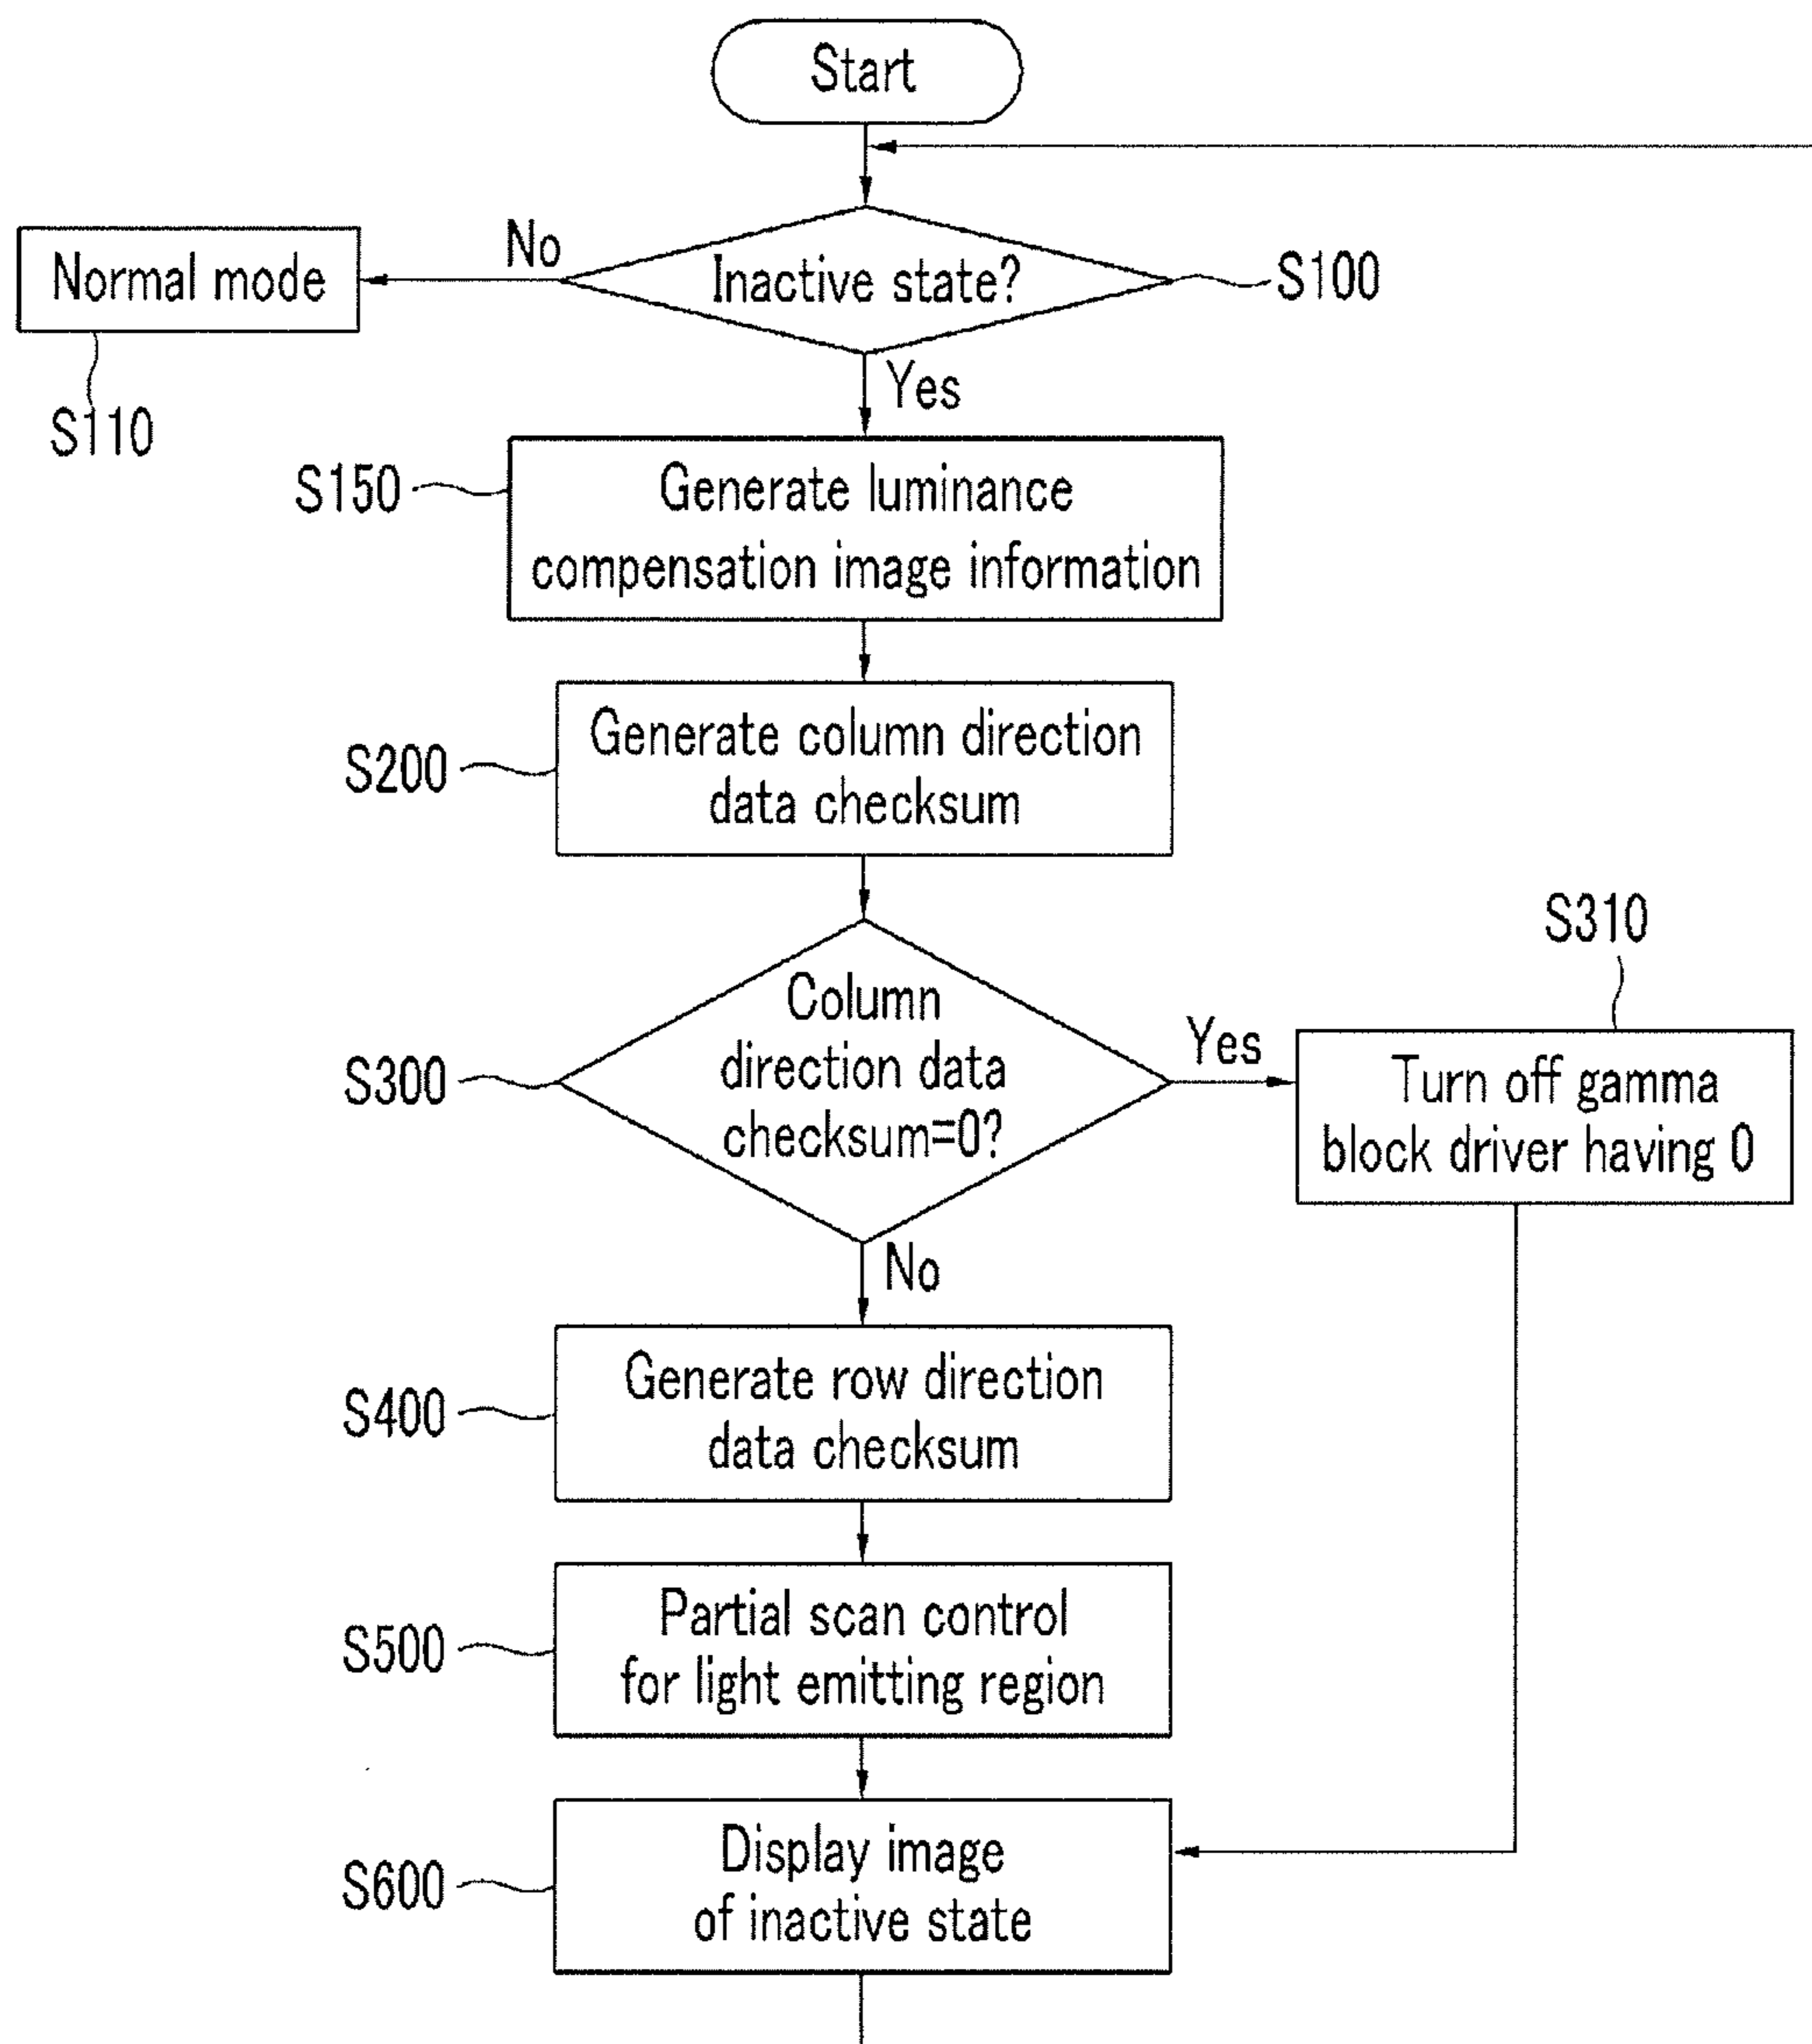 Start
No
Inactive state?
S100
Normal mode
S110
Yes
S150
Generate luminance
compensation image information
S200
Generate column direction
data checksum
S310
S300
Column
direction data
checksum=0?
Yes
Turn off gamma
block driver having 0
No
S400
Generate row direction
data checksum
S500
Partial scan control
for light emitting region
S600
Display image
of inactive state